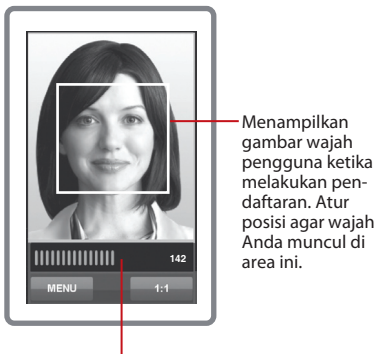 Menampilkan
gambar wajah
pengguna ketika
melakukan pen-
daftaran. Atur
posisi agar wajah
Anda muncul di
area ini.
142
MENU 1:1